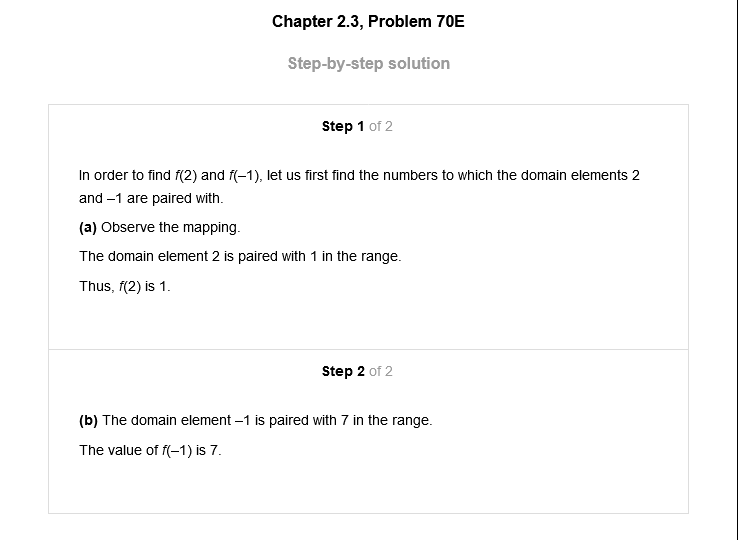 Chapter 2.3, Problem 70E
Step-by-step solution
Step 1 of 2
In order to find f(2) and f(–1), let us first find the numbers to which the domain elements 2
and –1 are paired with.
(a) Observe the mapping.
The domain element 2 is paired with 1 in the range.
Thus, f(2) is 1.
Step 2 of 2
(b) The domain element –1 is paired with 7 in the range.
The value of f(–1) is 7.